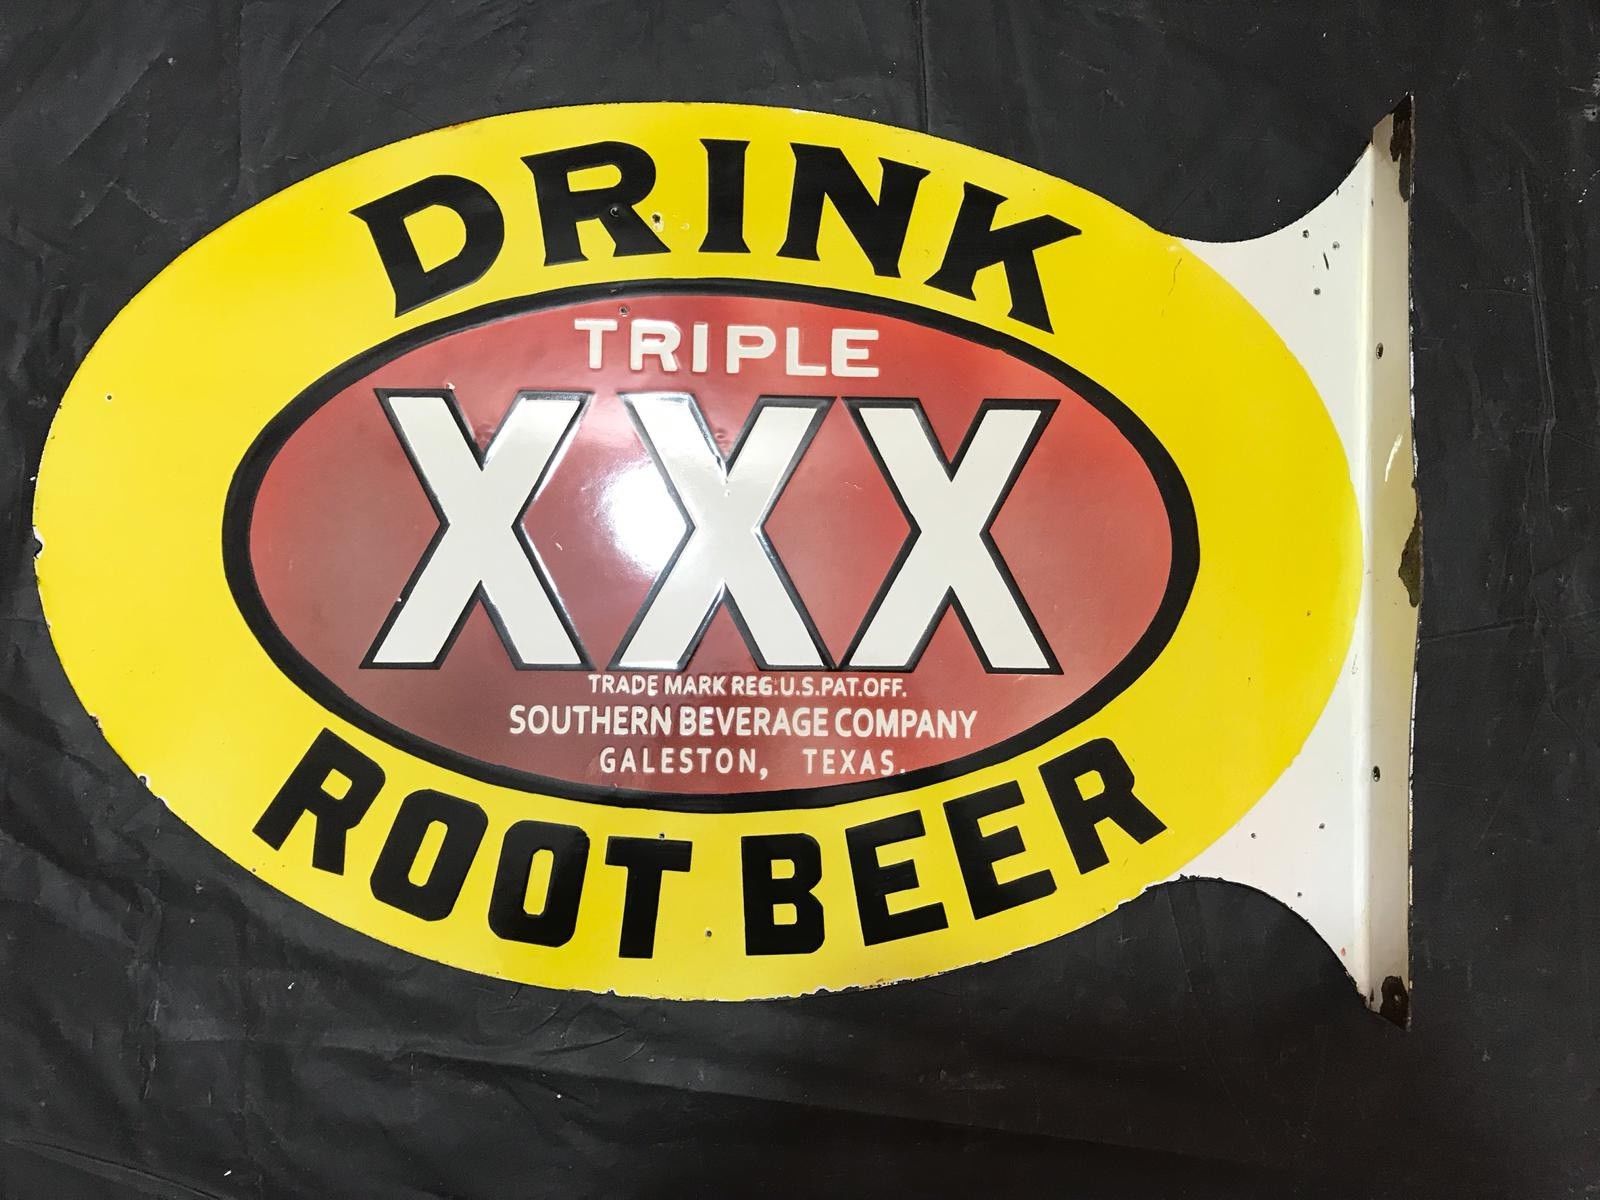 DRINK
TRIPLE
XXX
TRADE MARK REG.U.S.PAT.OFF.
SOUTHERN BEVERAGE COMPANY
GALESTON, TEXAS.
ROOT BEER